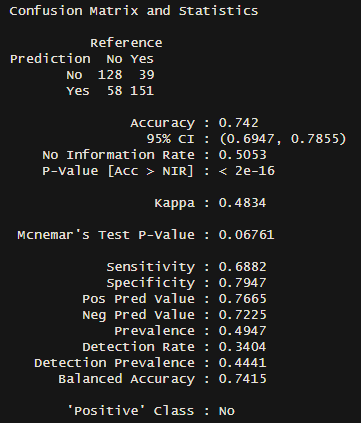 Confusion Matrix and Statistics
Reference
Prediction No Yes
No 128 39
Yes 58 151
Accuracy : 0.742
95% CI : (0.6947, 0.7855)
No Information Rate : 0.5053
P-Value [Acc > NIR] : < 2e-16
Kappa : 0.4834
Mcnemar's Test P-Value : 0.06761
Sensitivity : 0.6882
Specificity : 0.7947
Pos Pred Value : 0.7665
Neg Pred Value : 0.7225
Prevalence : 0.4947
Detection Rate : 0.3404
Detection Prevalence : 0.4441
Balanced Accuracy : 0.7415
'Positive' Class : No